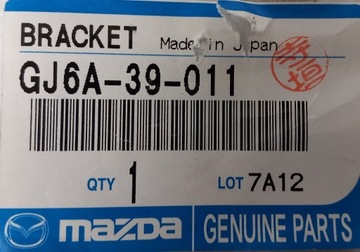 BRACKET Made in Japan
GJ6A-39-011
QTY 1 LOT 7A12
mazda GENUINE PARTS